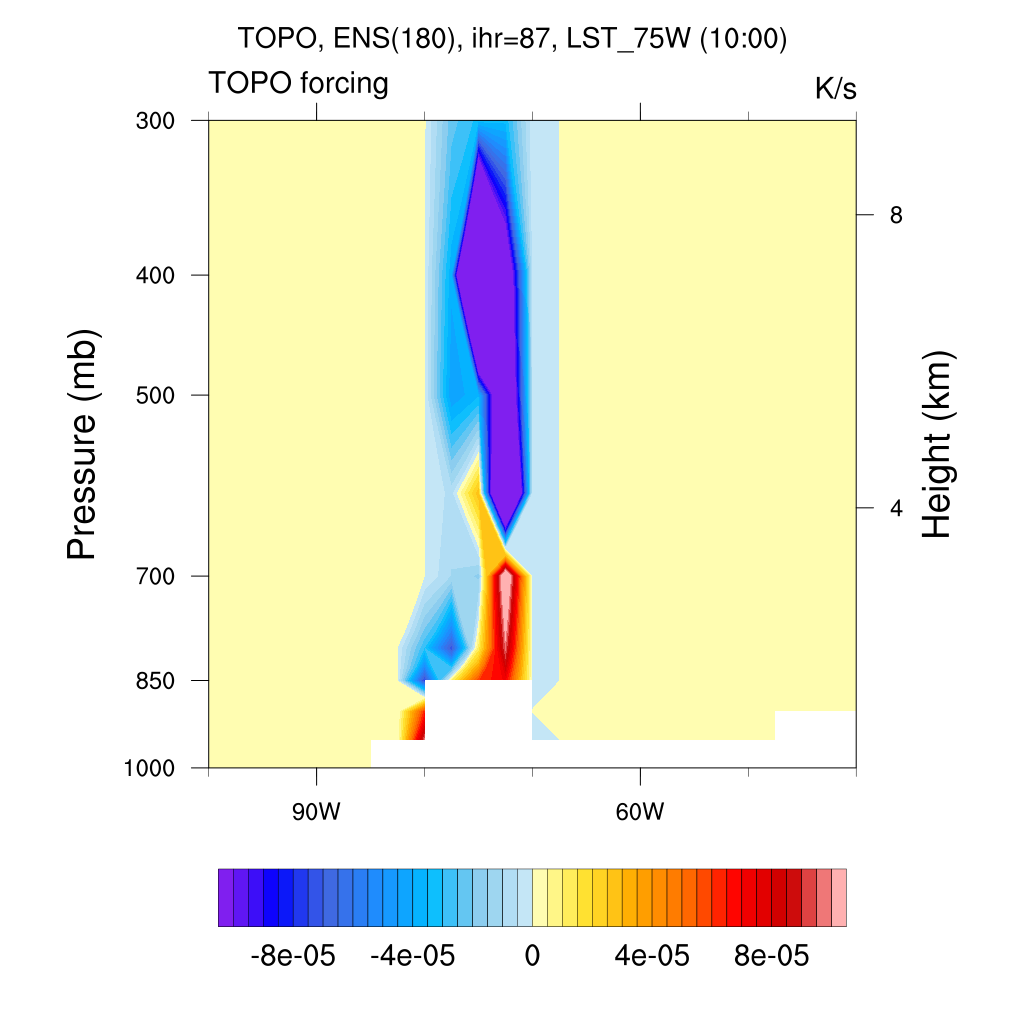 TOPO, ENS(180), ihr=87, LST_75W (10:00)
TOPO forcing
K/s
300
400
500
700
850
1000
Pressure (mb)
8
4
Height (km)
90W
60W
-8e-05
-4e-05
0
4e-05
8e-05